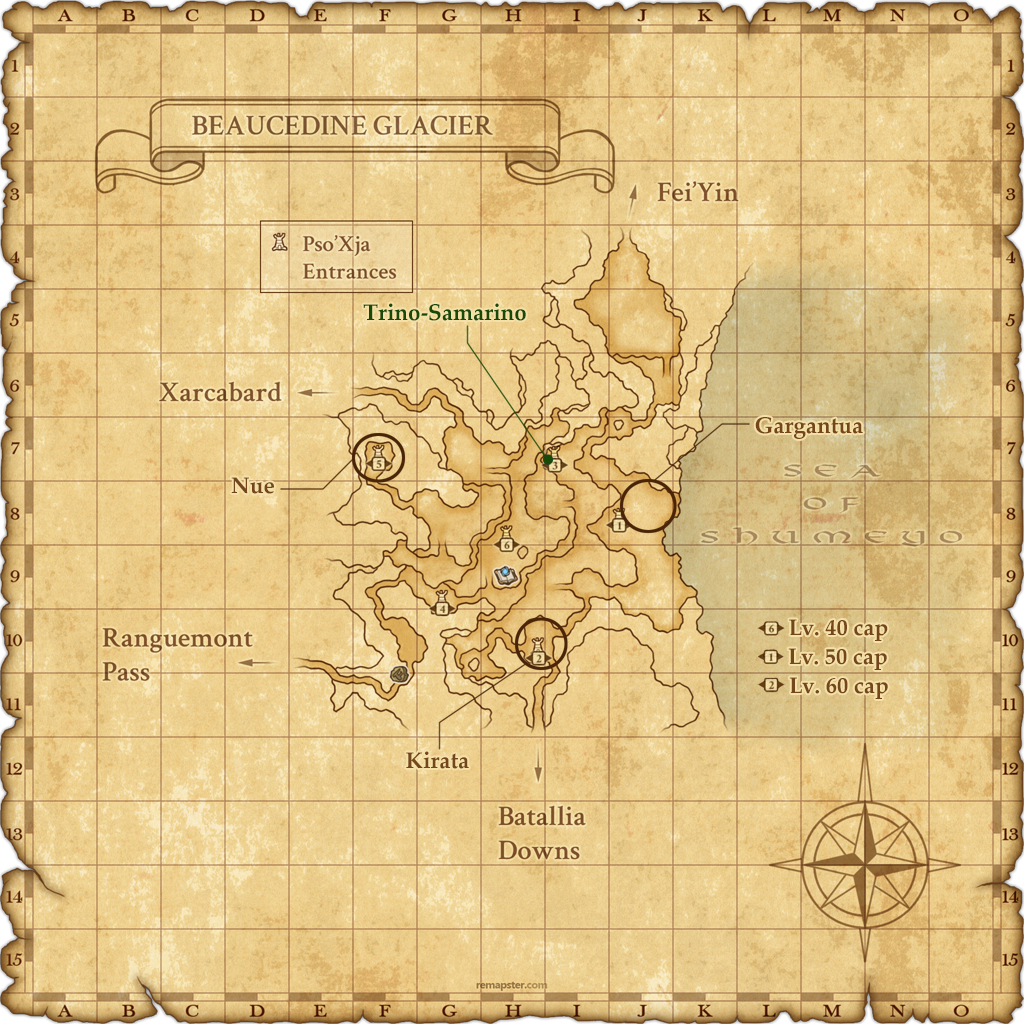 A B C D E F G H I J K L M N O
1 1
2 2
BEAUCEDINE GLACIER
3 3
Fei'Yin
Pso'Xja
Entrances
4 4
Trino-Samarino
5 5
Xarcabard
6 6
Gargantua
7 7
5
3
SEA
OF
SHUMEYO
Nue
8 8
1
6
9 9
4
Ranguemont
Pass
10 10
2
6 Lv. 40 cap
1 Lv. 50 cap
2 Lv. 60 cap
11 11
Kirata
12 12
Batallia
Downs
13 13
14 14
15 15
remapster.com
A B C D E F G H I J K L M N O